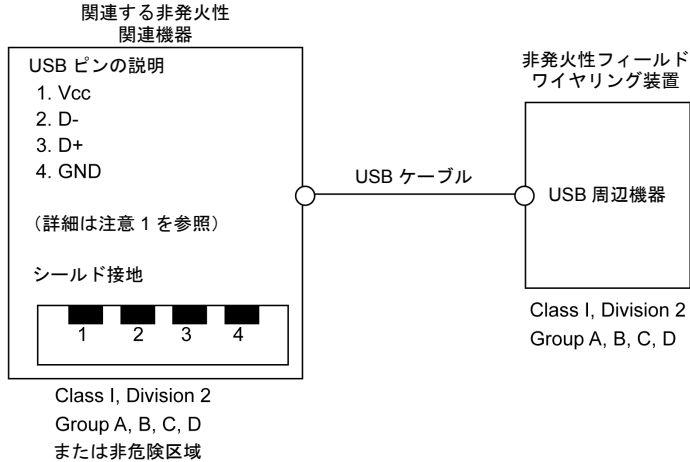 関連する非発火性
関連機器
USB ピンの説明
1. Vcc
2. D-
3. D+
4. GND
（詳細は注意 1 を参照）
シールド接地
1 2 3 4
Class I, Division 2
Group A, B, C, D
または非危険区域
USB ケーブル
非発火性フィールド
ワイヤリング装置
USB 周辺機器
Class I, Division 2
Group A, B, C, D